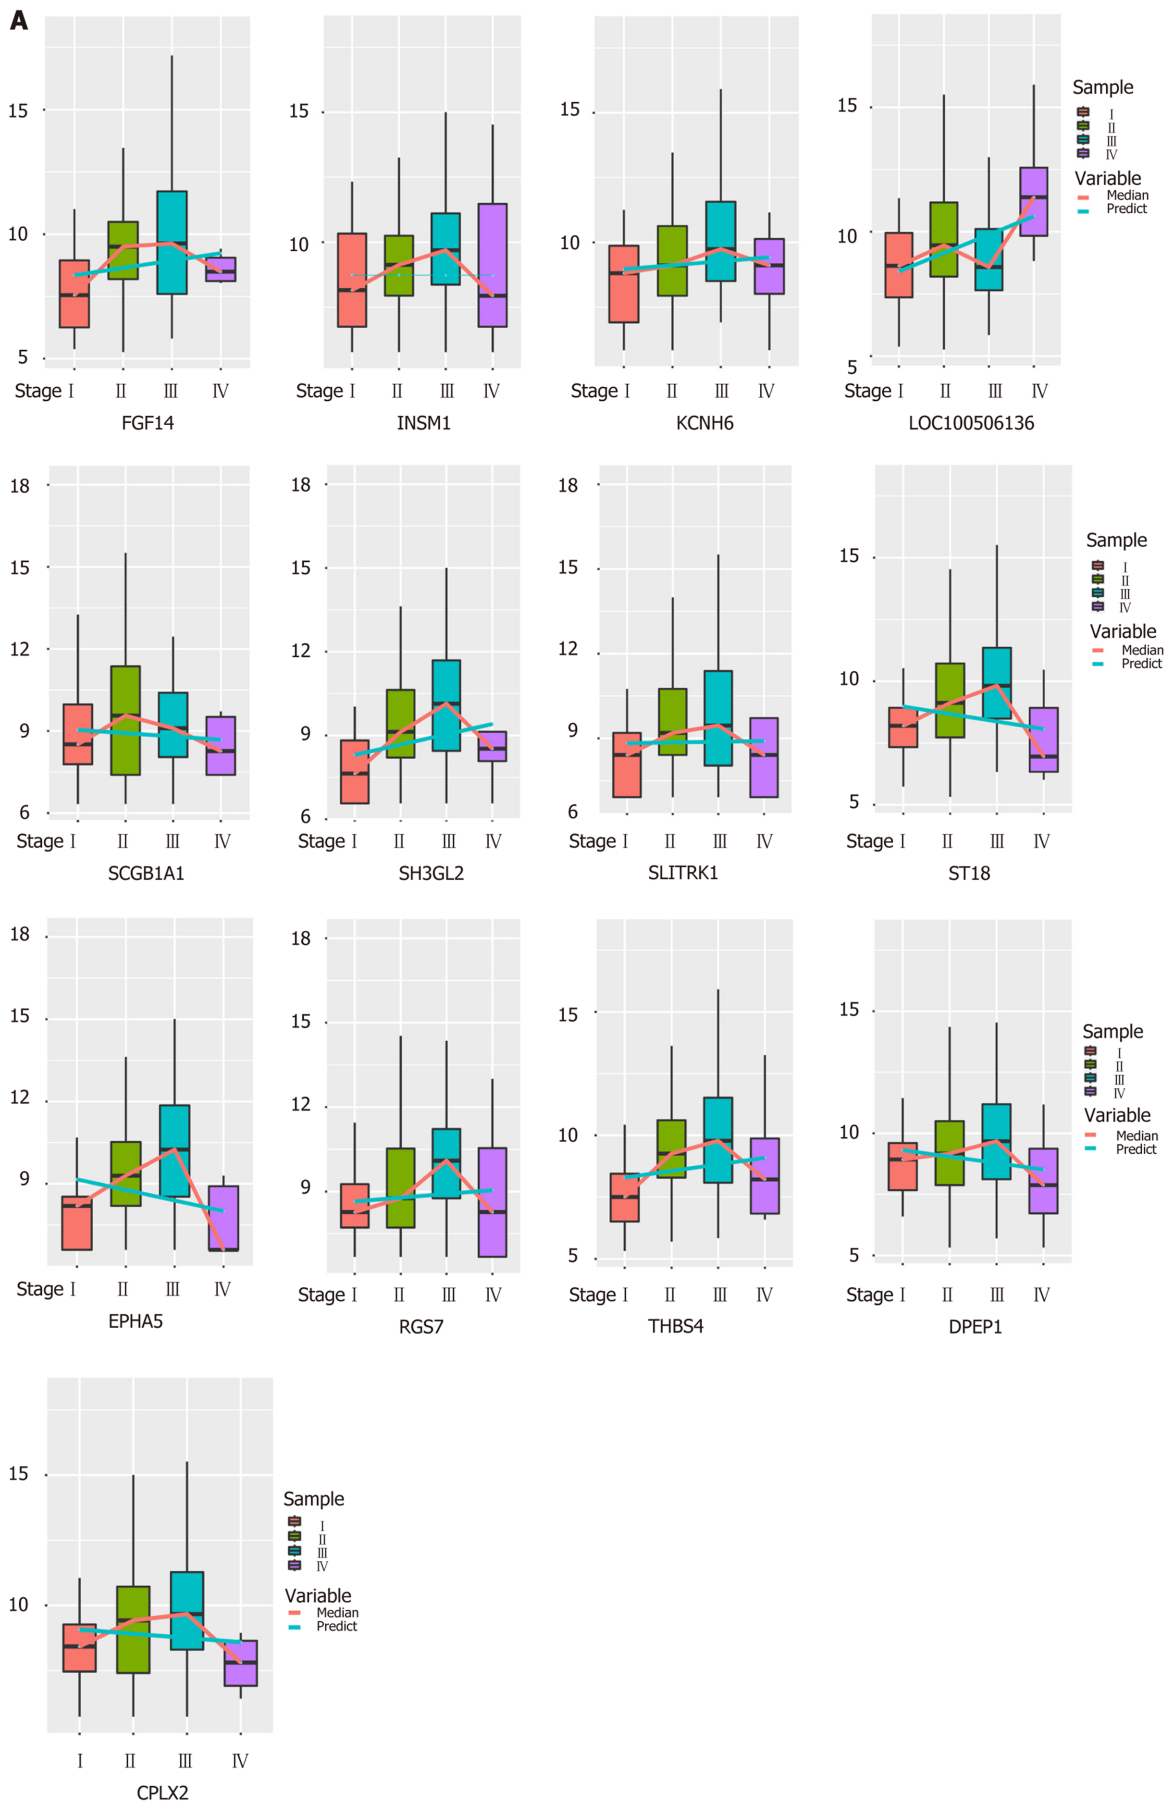 A
15
10
5
Stage I II III IV
FGF14
15
10
Stage I II III IV
INSM1
15
10
Stage I II III IV
KCNH6
15
10
5
Stage I II III IV
LOC100506136
Sample
I
II
III
IV
Variable
Median
Predict
18
15
12
9
6
Stage I II III IV
SCGB1A1
18
15
12
9
6
Stage I II III IV
SH3GL2
18
15
12
9
6
Stage I II III IV
SLITRK1
15
10
5
Stage I II III IV
ST18
Sample
I
II
III
IV
Variable
Median
Predict
18
15
12
9
Stage I II III IV
EPHA5
18
15
12
9
Stage I II III IV
RGS7
15
10
5
Stage I II III IV
THBS4
15
10
5
Stage I II III IV
DPEP1
Sample
I
II
III
IV
Variable
Median
Predict
15
10
I II III IV
CPLX2
Sample
I
II
III
IV
Variable
Median
Predict